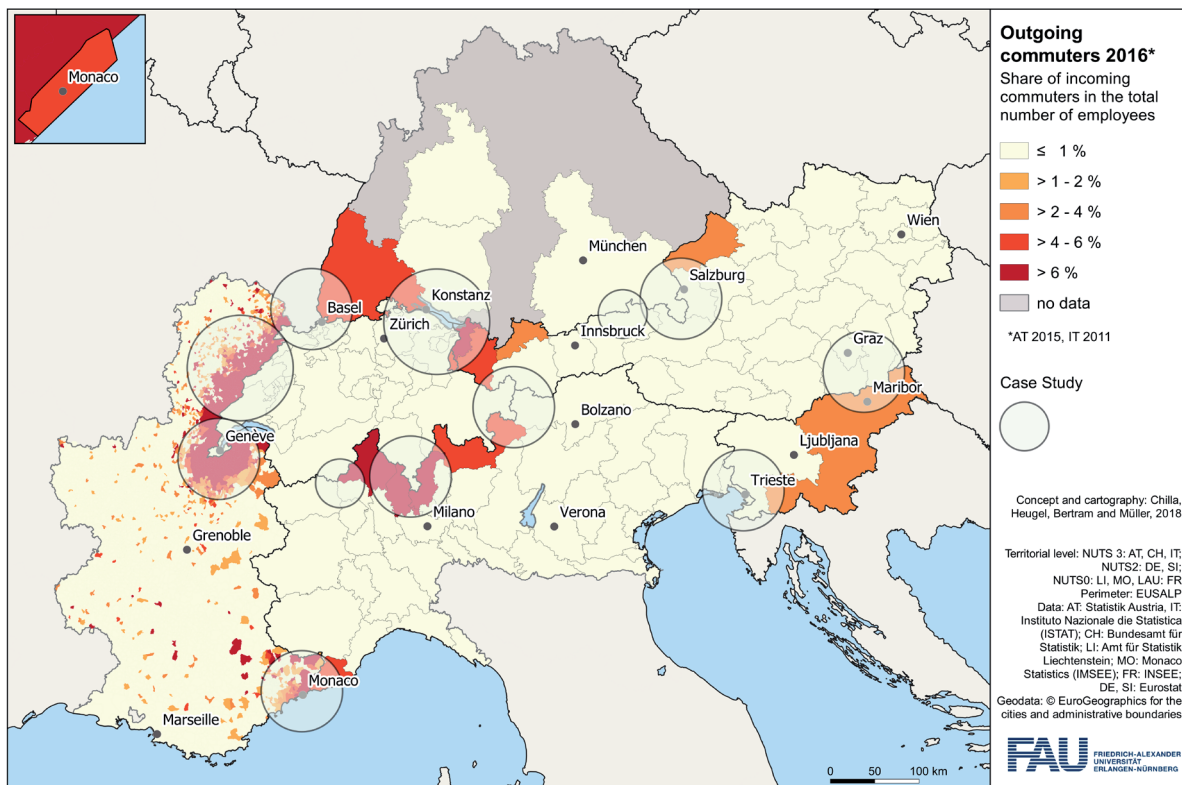 Monaco
Wien
München
Salzburg
Konstanz
Basel
Zürich
Innsbruck
Graz
Maribor
Bolzano
Genève
Ljubljana
Trieste
Milano
Verona
Grenoble
Monaco
Marseille
0 50 100 km
Outgoing
commuters 2016*
Share of incoming
commuters in the total
number of employees
≤ 1 %
> 1 - 2 %
> 2 - 4 %
> 4 - 6 %
> 6 %
no data
*AT 2015, IT 2011
Case Study
Concept and cartography: Chilla,
Heugel, Bertram and Müller, 2018
Territorial level: NUTS 3: AT, CH, IT;
NUTS2: DE, SI;
NUTS0: LI, MO, LAU: FR
Perimeter: EUSALP
Data: AT: Statistik Austria, IT:
Instituto Nazionale die Statistica
(ISTAT); CH: Bundesamt für
Statistik; LI: Amt für Statistik
Liechtenstein; MO: Monaco
Statistics (IMSEE); FR: INSEE;
DE, SI: Eurostat
Geodata: © EuroGeographics for the
cities and administrative boundaries
FAU
FRIEDRICH-ALEXANDER
UNIVERSITÄT
ERLANGEN-NÜRNBERG